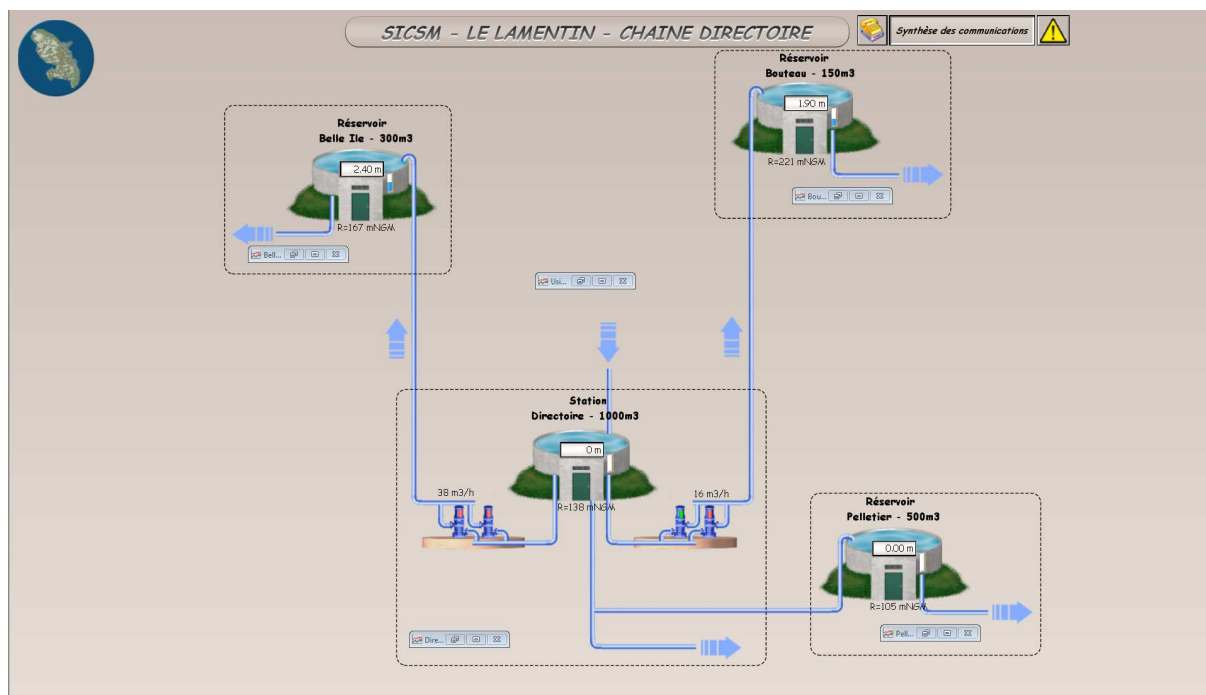 SICSM - LE LAMENTIN - CHAINE DIRECTOIRE
Synthèse des communications
Réservoir
Bouteau - 150m3
1.90 m
R=221 mNGM
Bou...
Réservoir
Belle Ile - 300m3
2.40 m
R=167 mNGM
Bell...
Usi...
Station
Directoire - 1000m3
0 m
R=138 mNGM
38 m3/h
16 m3/h
Dire...
Réservoir
Pelletier - 500m3
0.00 m
R=105 mNGM
Pell...